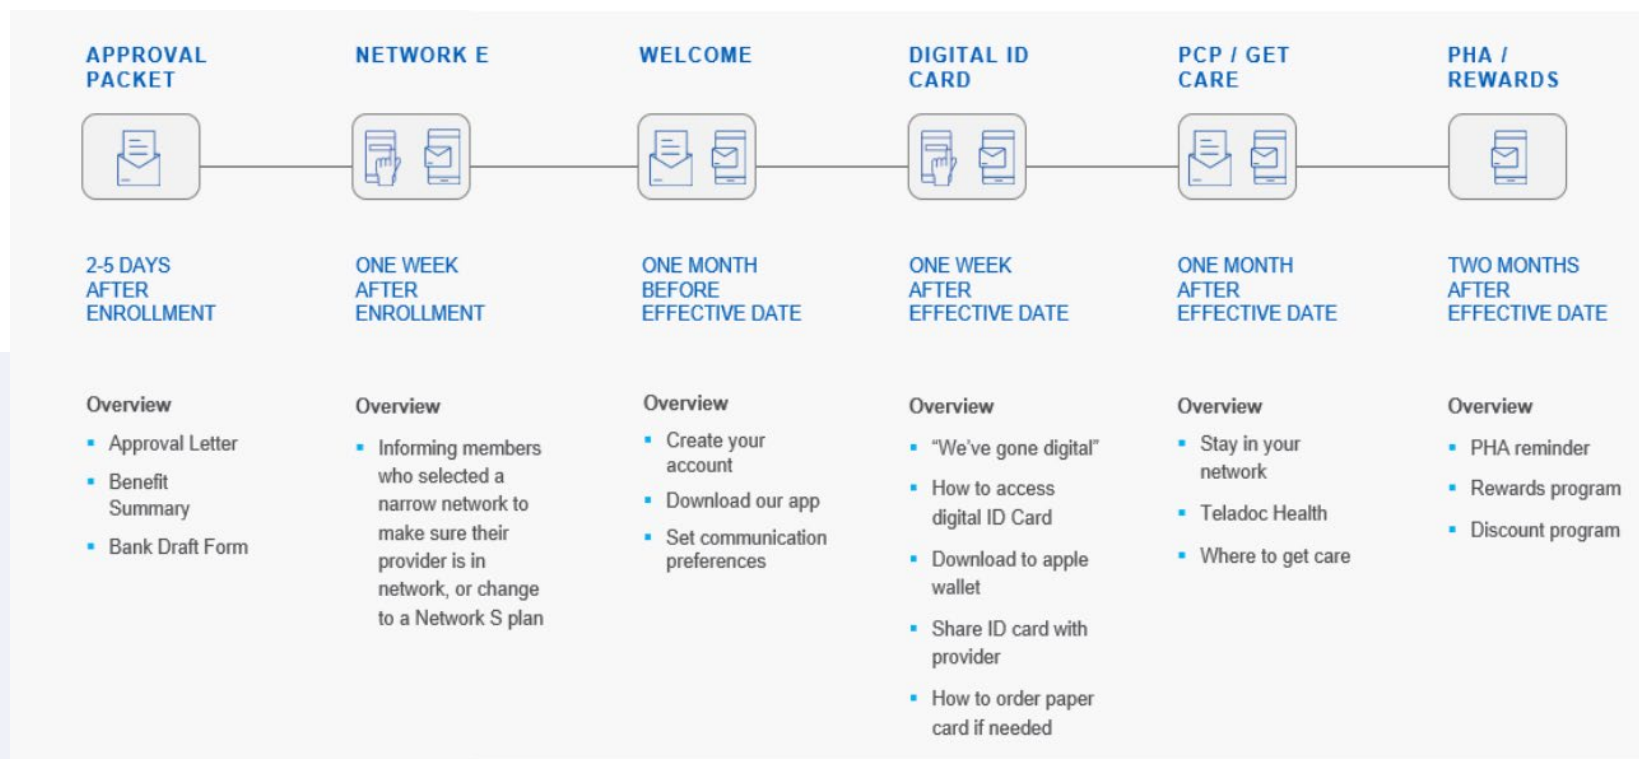 APPROVAL
PACKET
NETWORK E
WELCOME
DIGITAL ID
CARD
PCP / GET
CARE
PHA /
REWARDS
2-5 DAYS
AFTER
ENROLLMENT
ONE WEEK
AFTER
ENROLLMENT
ONE MONTH
BEFORE
EFFECTIVE DATE
ONE WEEK
AFTER
EFFECTIVE DATE
ONE MONTH
AFTER
EFFECTIVE DATE
TWO MONTHS
AFTER
EFFECTIVE DATE
Overview
▪ Approval Letter
▪ Benefit
Summary
▪ Bank Draft Form
Overview
▪ Informing members
who selected a
narrow network to
make sure their
provider is in
network, or change
to a Network S plan
Overview
▪ Create your
account
▪ Download our app
▪ Set communication
preferences
Overview
▪ “We’ve gone digital”
▪ How to access
digital ID Card
▪ Download to apple
wallet
▪ Share ID card with
provider
▪ How to order paper
card if needed
Overview
▪ Stay in your
network
▪ Teladoc Health
▪ Where to get care
Overview
▪ PHA reminder
▪ Rewards program
▪ Discount program